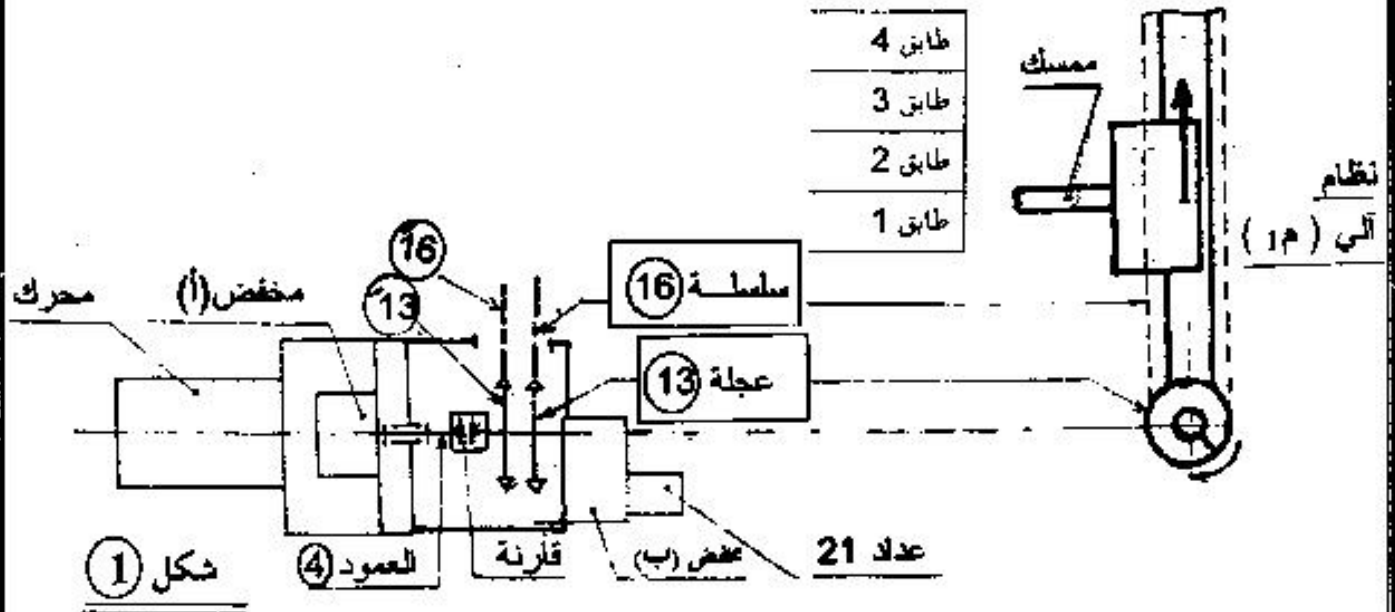 طابق 4
طابق 3
طابق 2
طابق 1
ممسك
نظام
آلي ( م1 )
16
13
سلسلة 16
عجلة 13
محرك
مخفض (أ)
شكل 1
العمود 4
قارنة
مخفض (ب)
عداد 21